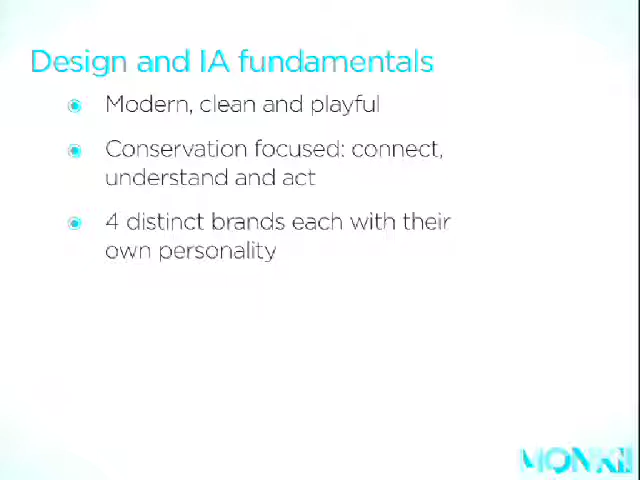 Design and IA fundamentals
Modern, clean and playful
Conservation focused: connect,
understand and act
4 distinct brands each with their
own personality